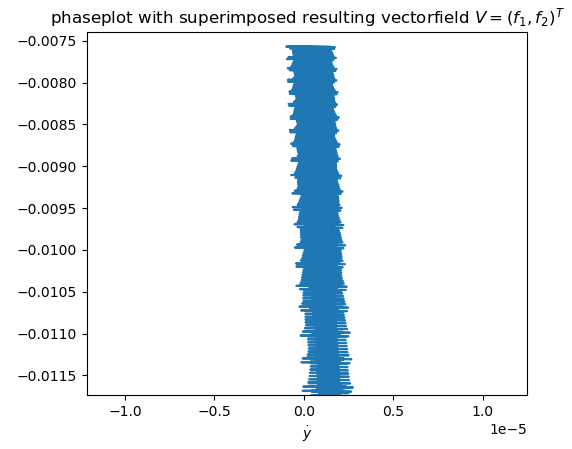 phaseplot with superimposed resulting vectorfield $V = (f_1, f_2)^T$
−0.0075
−0.0080
−0.0085
−0.0090
−0.0095
−0.0100
−0.0105
−0.0110
−0.0115
−1.0 −0.5 0.0 0.5 1.0
1e−5
$\dot{y}$